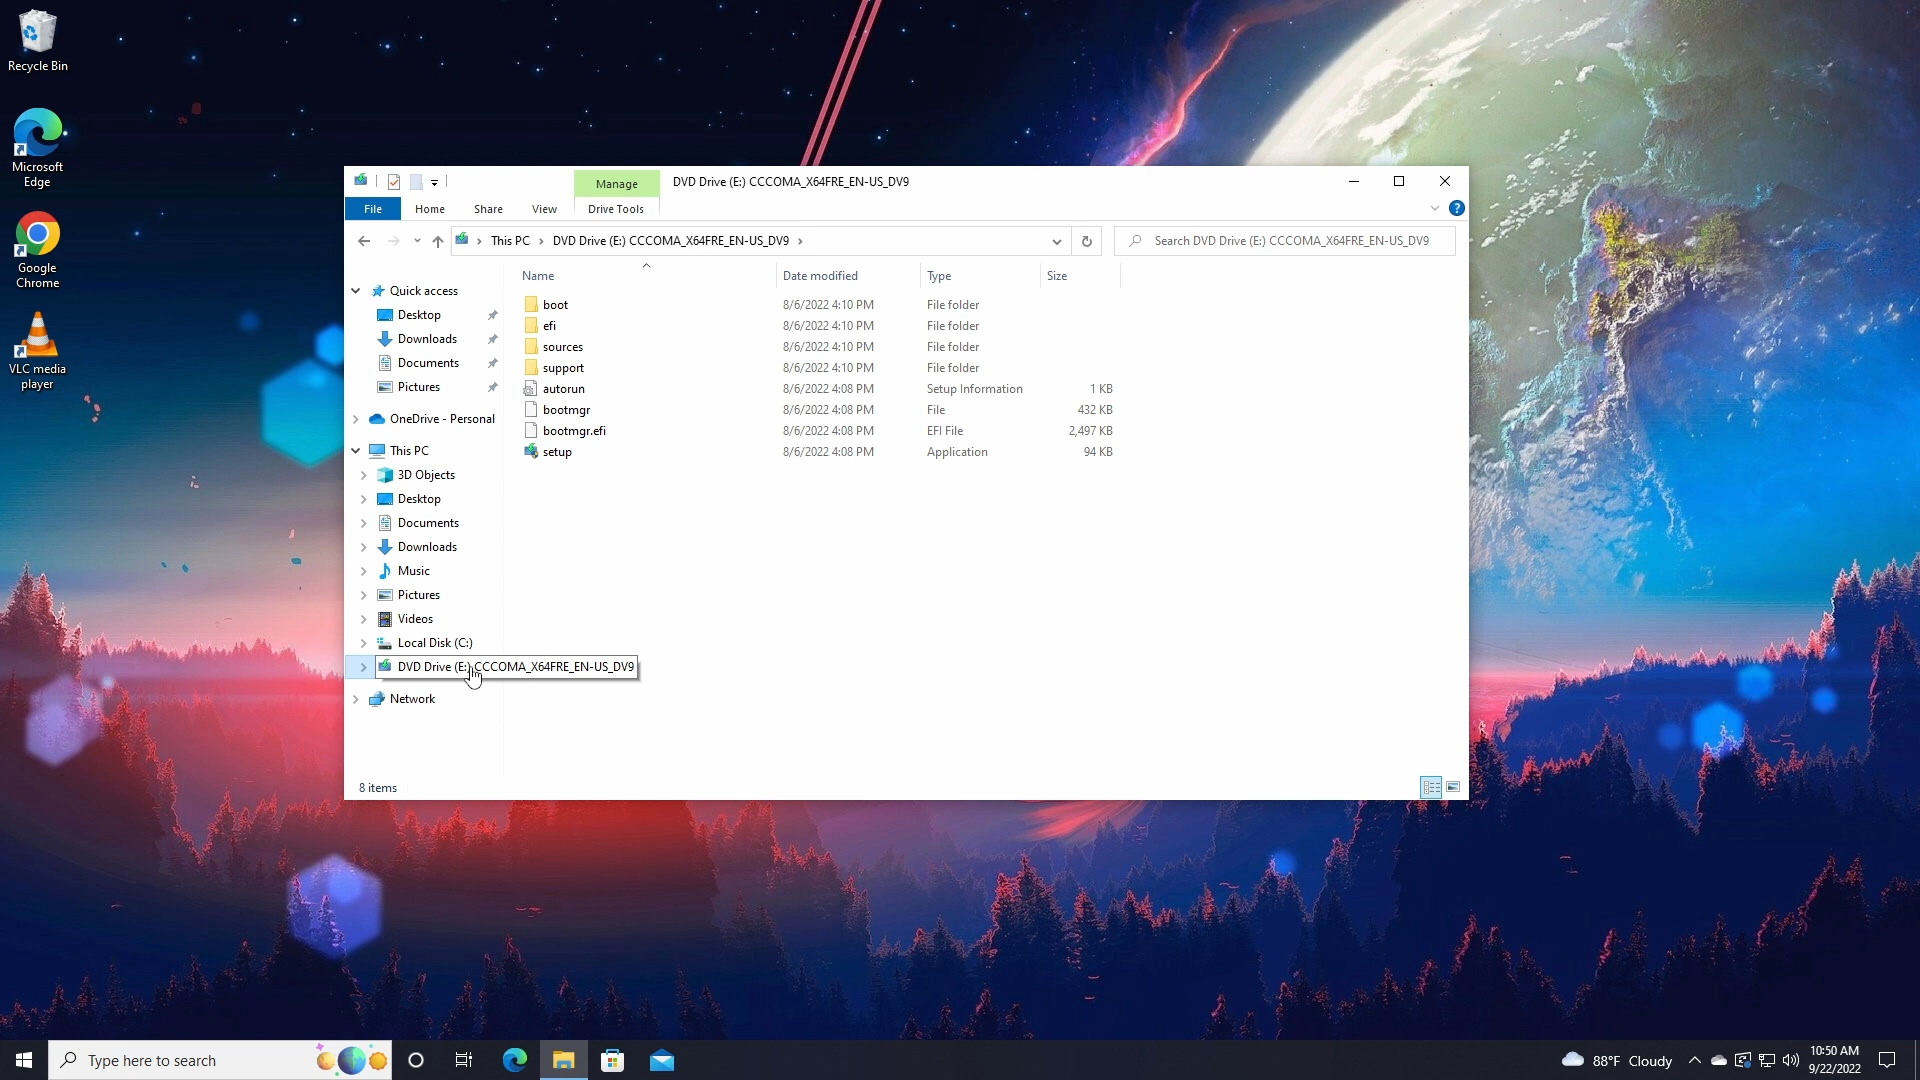 Recycle Bin
Microsoft
Edge
Google
Chrome
VLC media
player
Manage
DVD Drive (E:) CCCOMA_X64FRE_EN-US_DV9
File
Home
Share
View
Drive Tools
This PC
DVD Drive (E:) CCCOMA_X64FRE_EN-US_DV9
Search DVD Drive (E:) CCCOMA_X64FRE_EN-US_DV9
Quick access
Desktop
Downloads
Documents
Pictures
OneDrive - Personal
This PC
3D Objects
Desktop
Documents
Downloads
Music
Pictures
Videos
Local Disk (C:)
DVD Drive (E:) CCCOMA_X64FRE_EN-US_DV9
Network
Name Date modified Type Size
boot 8/6/2022 4:10 PM File folder
efi 8/6/2022 4:10 PM File folder
sources 8/6/2022 4:10 PM File folder
support 8/6/2022 4:10 PM File folder
autorun 8/6/2022 4:08 PM Setup Information 1 KB
bootmgr 8/6/2022 4:08 PM File 432 KB
bootmgr.efi 8/6/2022 4:08 PM EFI File 2,497 KB
setup 8/6/2022 4:08 PM Application 94 KB
8 items
Type here to search
88°F Cloudy
10:50 AM
9/22/2022